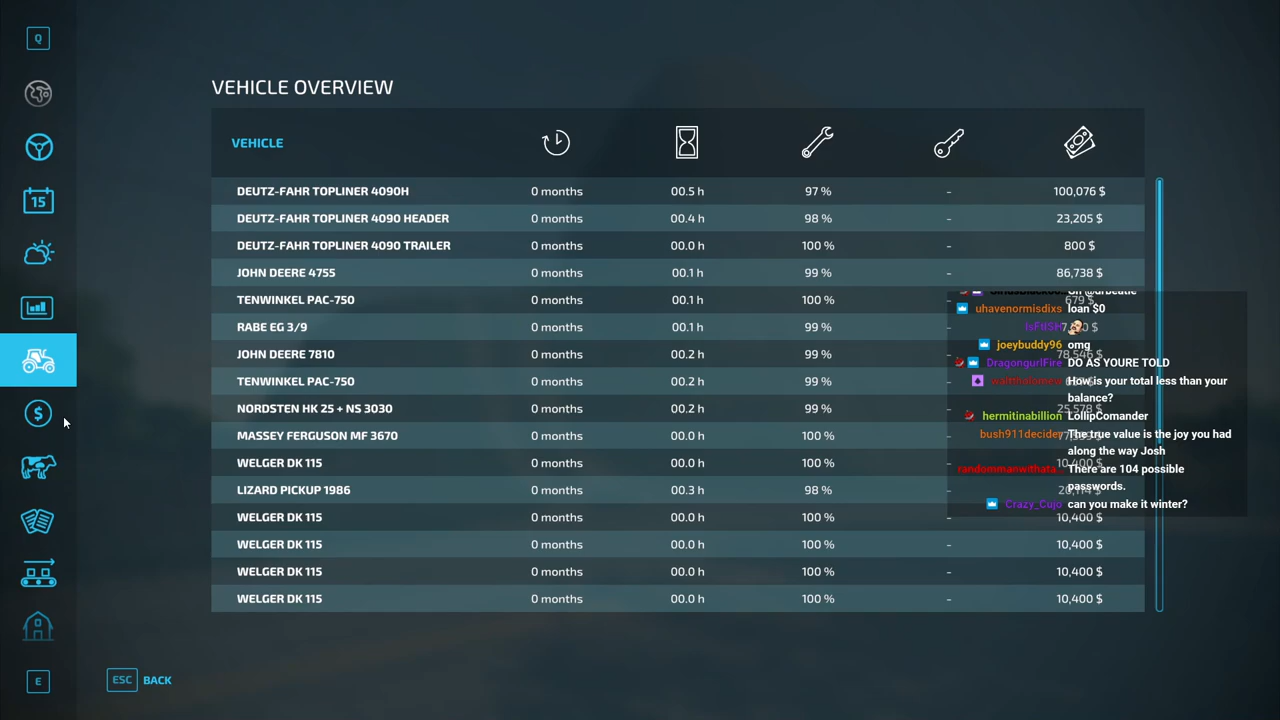 Q
VEHICLE OVERVIEW
VEHICLE
15
DEUTZ-FAHR TOPLINER 4090H 0 months 00.5 h 97 % - 100,076 $
DEUTZ-FAHR TOPLINER 4090 HEADER 0 months 00.4 h 98 % - 23,205 $
DEUTZ-FAHR TOPLINER 4090 TRAILER 0 months 00.0 h 100 % - 800 $
JOHN DEERE 4755 0 months 00.1 h 99 % - 86,738 $
TENWINKEL PAC-750 0 months 00.1 h 100 % - 679 $
RABE EG 3/9 0 months 00.1 h 99 %
JOHN DEERE 7810 0 months 00.2 h 99 % 78,546 $
TENWINKEL PAC-750 0 months 00.2 h 99 %
NORDSTEN HK 25 + NS 3030 0 months 00.2 h 99 % 25,578 $
MASSEY FERGUSON MF 3670 0 months 00.0 h 100 %
WELGER DK 115 0 months 00.0 h 100 % 10,400 $
LIZARD PICKUP 1986 0 months 00.3 h 98 %
WELGER DK 115 0 months 00.0 h 100 % - 10,400 $
WELGER DK 115 0 months 00.0 h 100 % - 10,400 $
WELGER DK 115 0 months 00.0 h 100 % - 10,400 $
WELGER DK 115 0 months 00.0 h 100 % - 10,400 $
uhavenormisdixs loan $0
joeybuddy96 omg
DragongurlFire DO AS YOURE TOLD
How is your total less than your
balance?
hermitinabillion LollipComander
bush911decider The true value is the joy you had
along the way Josh
randommanwithata... There are 104 possible
passwords.
Crazy_Cujo can you make it winter?
$
E
ESC BACK